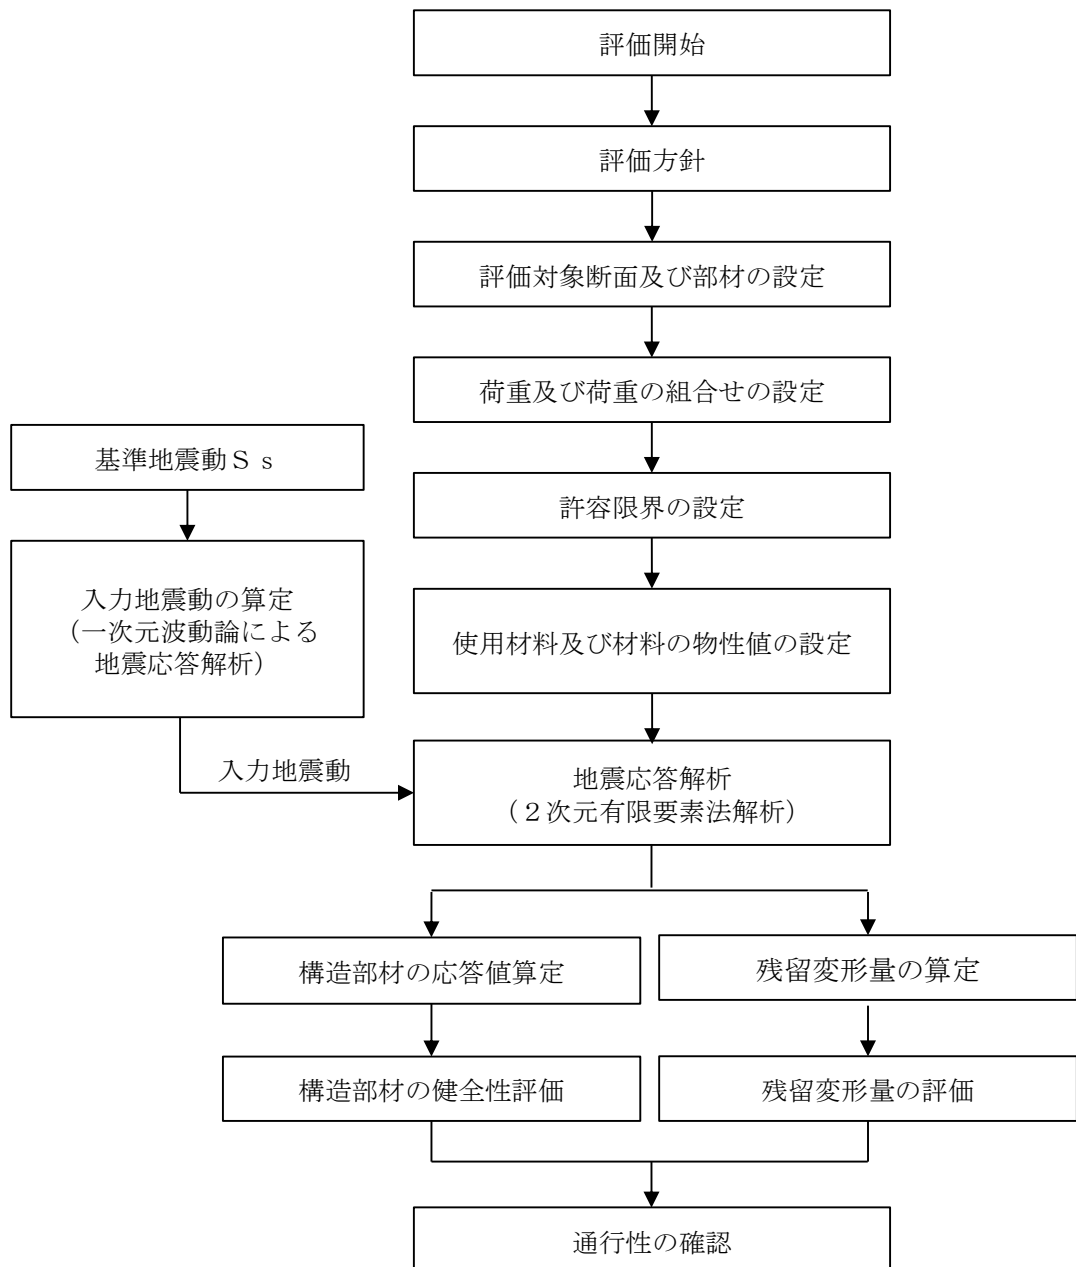 評価開始
評価方針
評価対象断面及び部材の設定
荷重及び荷重の組合せの設定
基準地震動Ｓｓ
許容限界の設定
入力地震動の算定
（一次元波動論による
地震応答解析）
使用材料及び材料の物性値の設定
入力地震動
地震応答解析
（２次元有限要素法解析）
構造部材の応答値算定
残留変形量の算定
構造部材の健全性評価
残留変形量の評価
通行性の確認